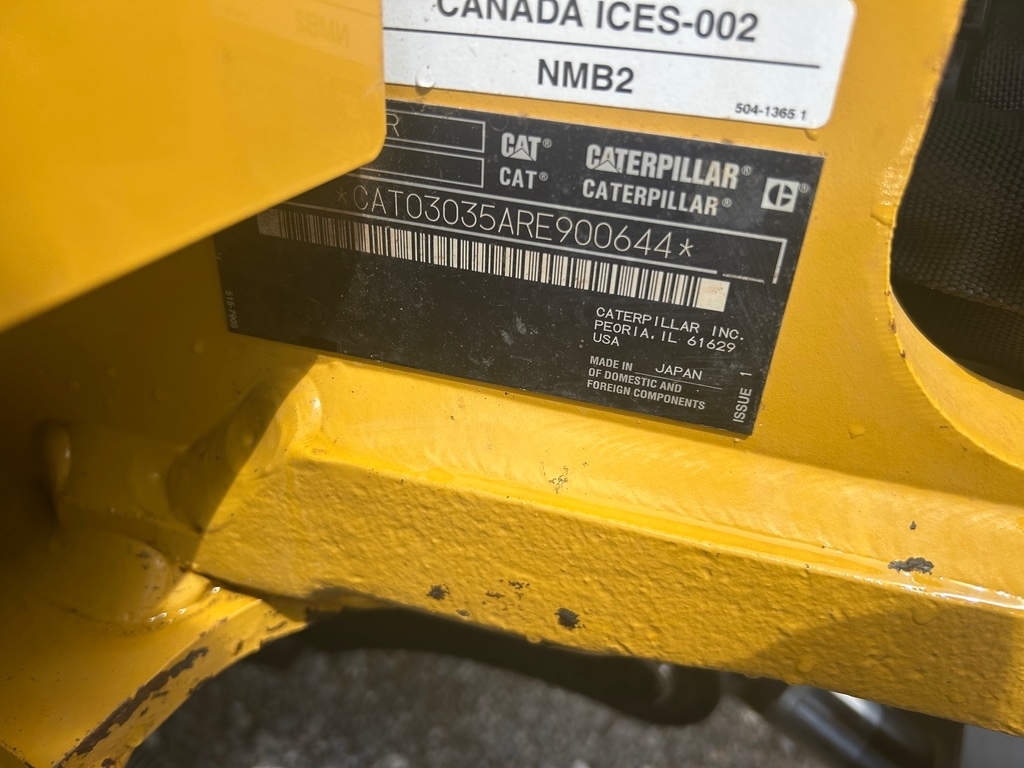 CANADA ICES-002
NMB2
504-1365 1
R
CAT® CATERPILLAR®
CAT® CATERPILLAR®
*CAT03035ARE900644*
CATERPILLAR INC.
PEORIA, IL 61629
USA
MADE IN JAPAN
OF DOMESTIC AND
FOREIGN COMPONENTS
ISSUE 1